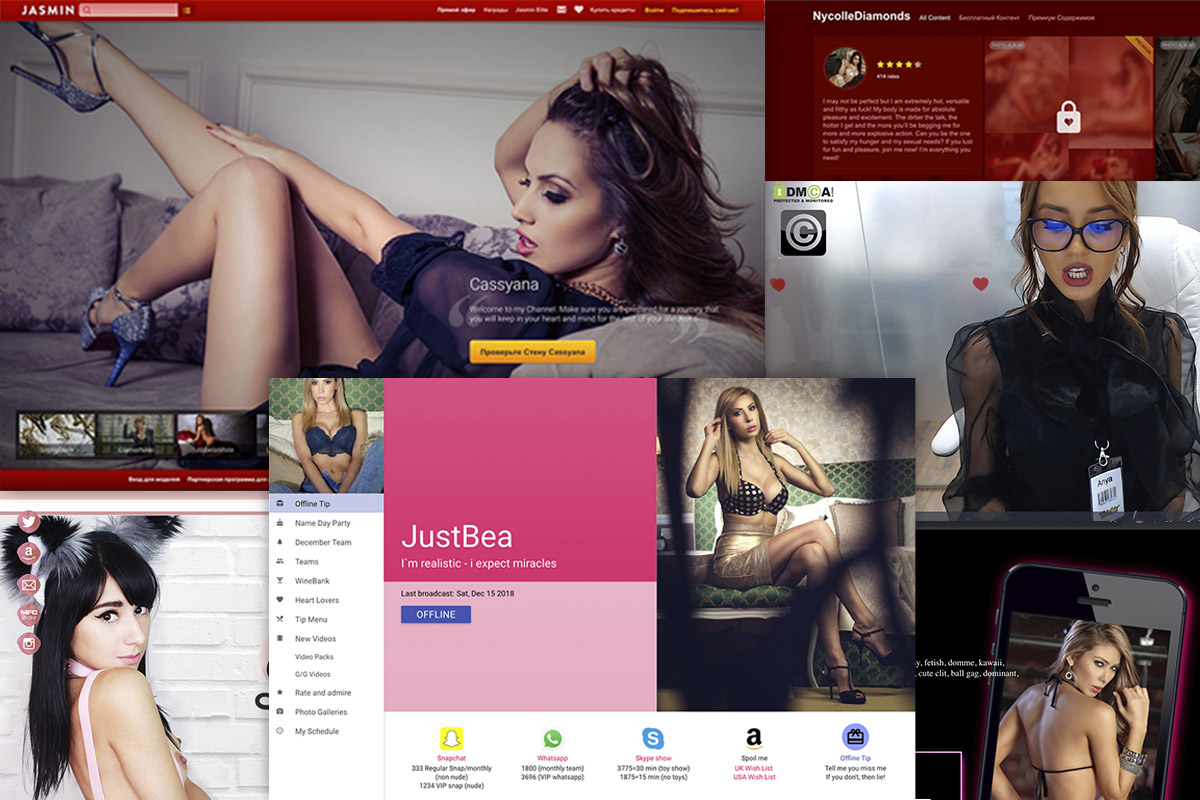 JASMIN
Прямой эфир Награды Jasmin Elite Купить кредиты Войти Подпишитесь сейчас!
Cassyana
Welcome to my Channel. Make sure you are prepared for a journey that
you will keep in your heart and mind for the rest of your
Проверьте Стену Cassyana
Вход для моделей Партнерская программа для
NycolleDiamonds All Content Бесплатный Контент Премиум Содержимое
414 rates
PHOTO ALBUM
PREMIUM
PHOTO ALBUM
I may not be perfect but I am extremely hot, versatile
and filthy as fuck! My body is made for absolute
pleasure and excitement. The dirtier the talk, the
hotter I get and the more you'll be begging me for
more and more explosive action. Can you be the one
to satisfy my hunger and my sexual needs? If you lust
for fun and pleasure, join me now! I'm everything you
need!
DMCA
PROTECTED & MONITORED
©
Anya
Offline Tip
Name Day Party
December Team
Teams
WineBank
Heart Lovers
Tip Menu
New Videos
Video Packs
G/G Videos
Rate and admire
Photo Galleries
My Schedule
JustBea
I`m realistic - i expect miracles
Last broadcast: Sat, Dec 15 2018
OFFLINE
Snapchat
333 Regular Snap/monthly
(non nude)
1234 VIP snap (nude)
Whatsapp
1800 (monthly team)
3696 (VIP whatsapp)
Skype show
3775=30 min (toy show)
1875=15 min (no toys)
a
Spoil me
UK Wish List
USA Wish List
Offline Tip
Tell me you miss me
If you don't, then lie!
a
MFC
Share
y, fetish, domme, kawaii,
, cute clit, ball gag, dominant,